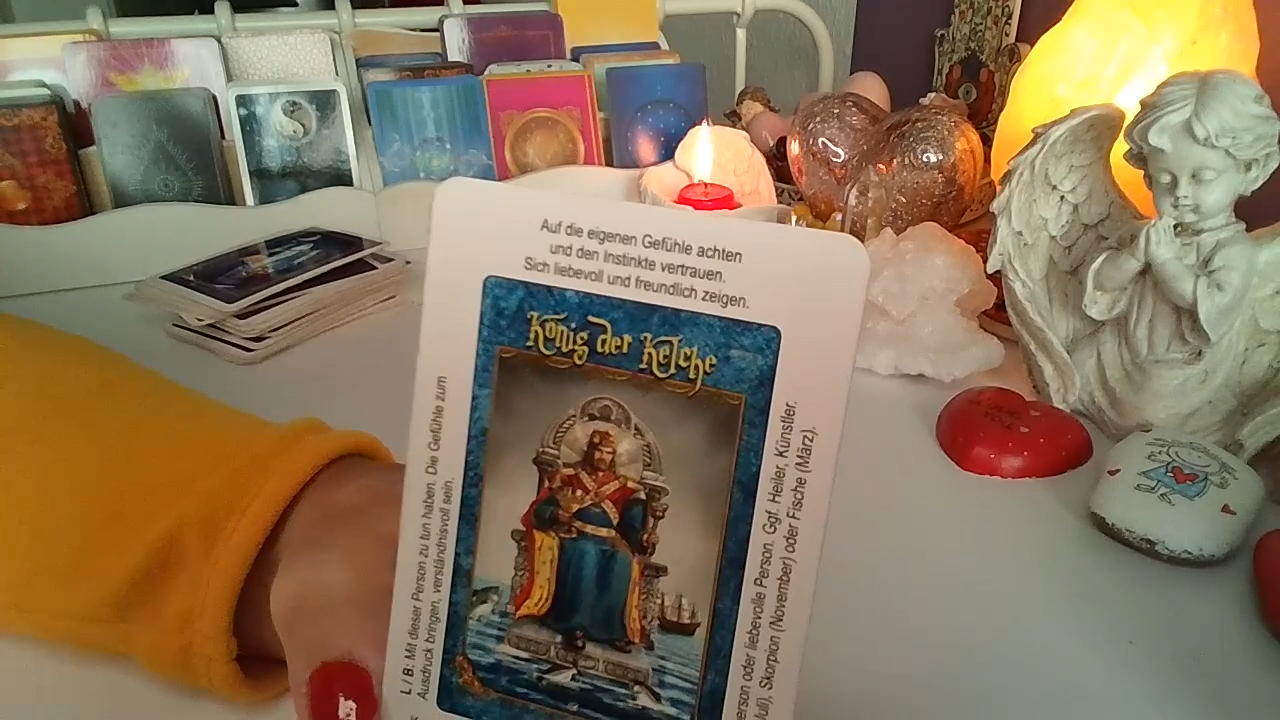 Auf die eigenen Gefühle achten
und den Instinkte vertrauen.
Sich liebevoll und freundlich zeigen.
König der Kelche
L / B: Mit dieser Person zu tun haben. Die Gefühle zum
Ausdruck bringen, verständnisvoll sein.
oder liebevolle Person. Ggf. Heiler, Künstler.
Skorpion (November) oder Fische (März).
YOU